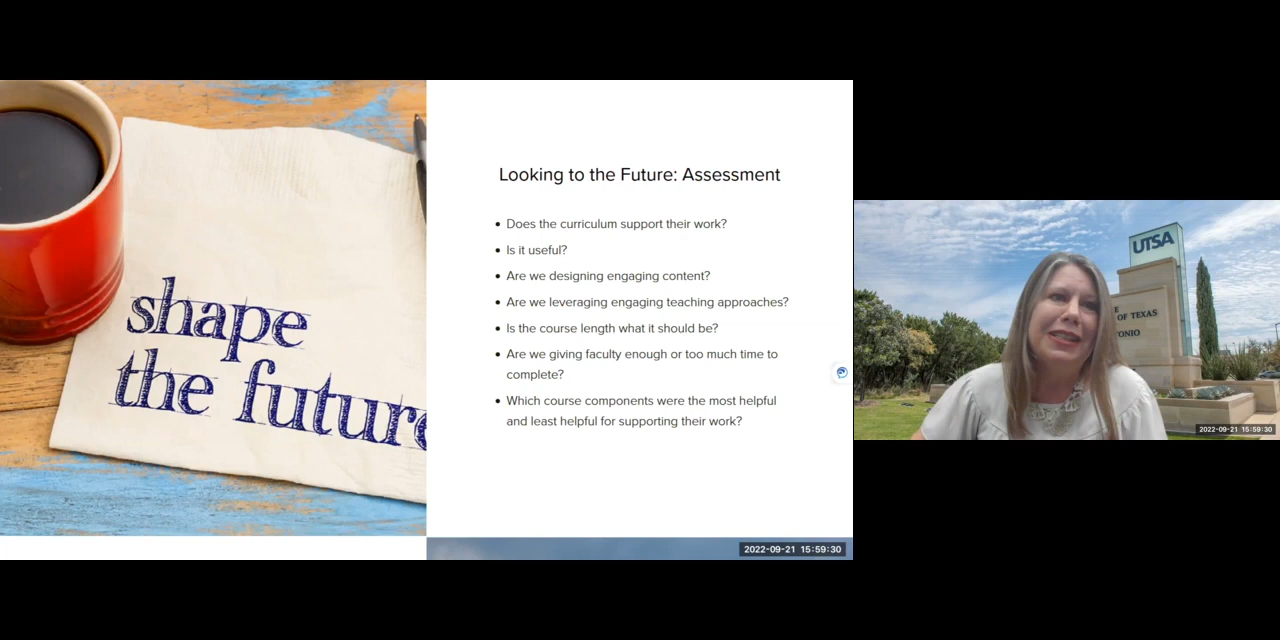 shape
the future
Looking to the Future: Assessment
• Does the curriculum support their work?
• Is it useful?
• Are we designing engaging content?
• Are we leveraging engaging teaching approaches?
• Is the course length what it should be?
• Are we giving faculty enough or too much time to
complete?
• Which course components were the most helpful
and least helpful for supporting their work?
2022-09-21 15:59:30
UTSA
E
OF TEXAS
ONIO
2022-09-21 15:59:30